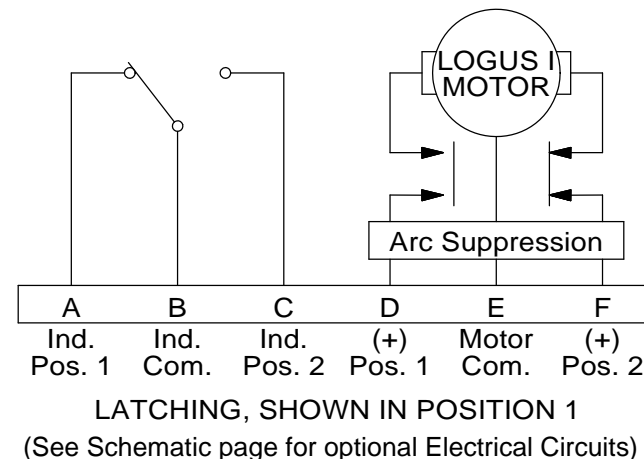 LOGUS I
MOTOR
Arc Suppression
A B C D E F
Ind. Ind. Ind. (+) Motor (+)
Pos. 1 Com. Pos. 2 Pos. 1 Com. Pos. 2
LATCHING, SHOWN IN POSITION 1
(See Schematic page for optional Electrical Circuits)